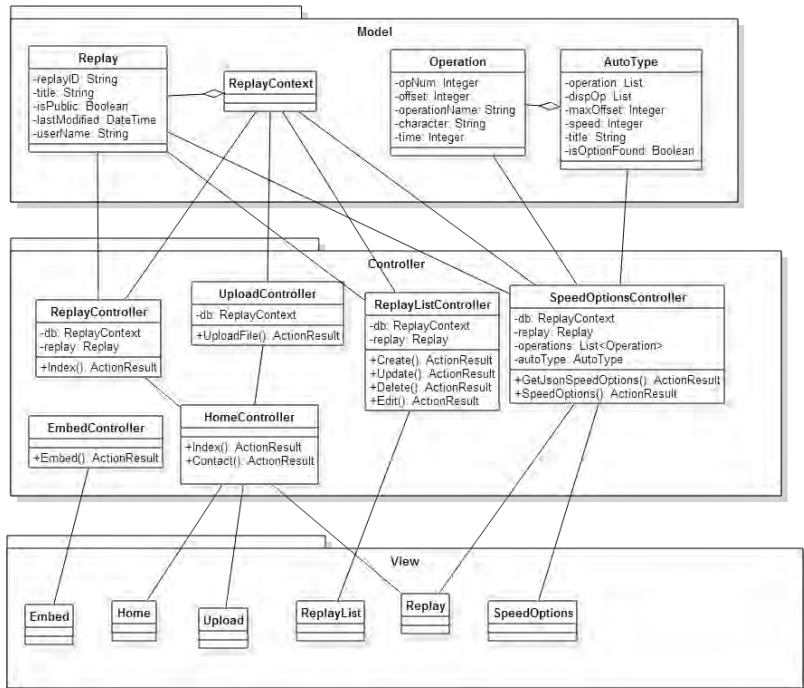 Model
Replay
-replayID: String
-title: String
-isPublic: Boolean
-lastModified: DateTime
-userName: String
ReplayContext
Operation
-opNum: Integer
-offset: Integer
-operationName: String
-character: String
-time: Integer
AutoType
-operation: List
-dispOp: List
-maxOffset: Integer
-speed: Integer
-title: String
-isOptionFound: Boolean
Controller
ReplayController
-db: ReplayContext
-replay: Replay
+Index(): ActionResult
UploadController
-db: ReplayContext
+UploadFile(): ActionResult
ReplayListController
-db: ReplayContext
-replay: Replay
+Create(): ActionResult
+Update(): ActionResult
+Delete(): ActionResult
+Edit(): ActionResult
SpeedOptionsController
-db: ReplayContext
-replay: Replay
-operations: List<Operation>
-autoType: AutoType
+GetJsonSpeedOptions(): ActionResult
+SpeedOptions(): ActionResult
EmbedController
+Embed(): ActionResult
HomeController
+Index(): ActionResult
+Contact(): ActionResult
View
Embed
Home
Upload
ReplayList
Replay
SpeedOptions